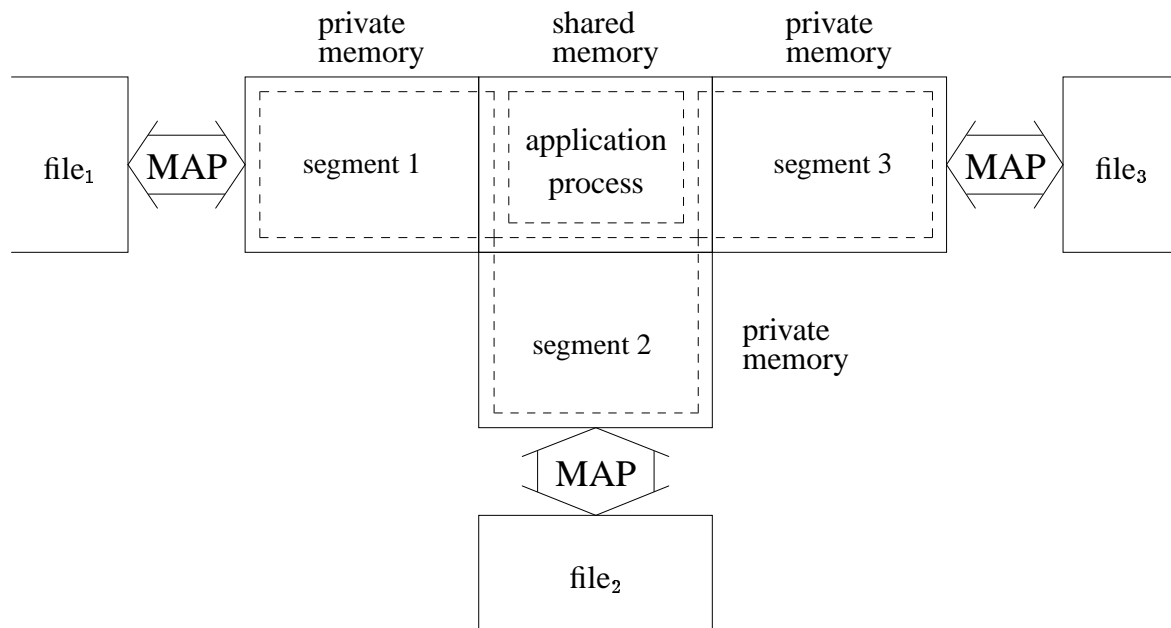 private
memory
shared
memory
private
memory
file₁
MAP
segment 1
application
process
segment 3
MAP
file₃
segment 2
private
memory
MAP
file₂